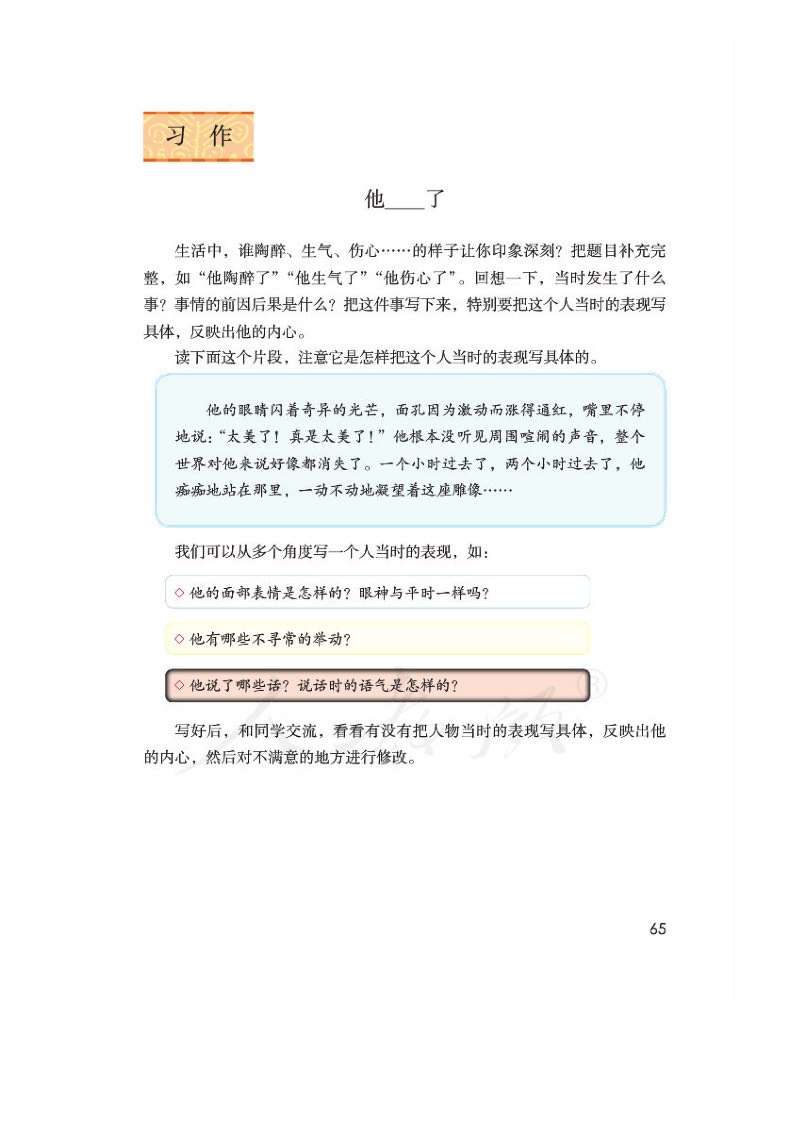 习 作
他____了
生活中，谁陶醉、生气、伤心……的样子让你印象深刻？把题目补充完
整，如“他陶醉了”“他生气了”“他伤心了”。回想一下，当时发生了什么
事？事情的前因后果是什么？把这件事写下来，特别要把这个人当时的表现写
具体，反映出他的内心。
读下面这个片段，注意它是怎样把这个人当时的表现写具体的。
他的眼睛闪着奇异的光芒，面孔因为激动而涨得通红，嘴里不停
地说：“太美了！真是太美了！”他根本没听见周围喧闹的声音，整个
世界对他来说好像都消失了。一个小时过去了，两个小时过去了，他
痴痴地站在那里，一动不动地凝望着这座雕像……
我们可以从多个角度写一个人当时的表现，如：
◇ 他的面部表情是怎样的？眼神与平时一样吗？
◇ 他有哪些不寻常的举动？
◇ 他说了哪些话？说话时的语气是怎样的？
写好后，和同学交流，看看有没有把人物当时的表现写具体，反映出他
的内心，然后对不满意的地方进行修改。
65